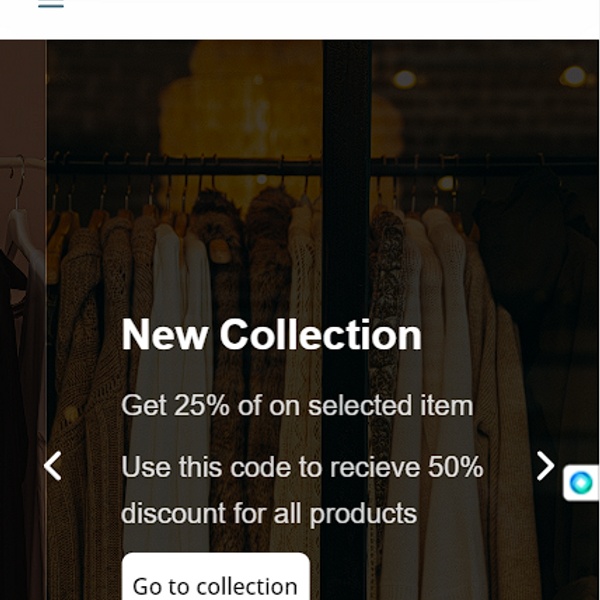 New Collection
Get 25% of on selected item
Use this code to recieve 50%
discount for all products
Go to collection